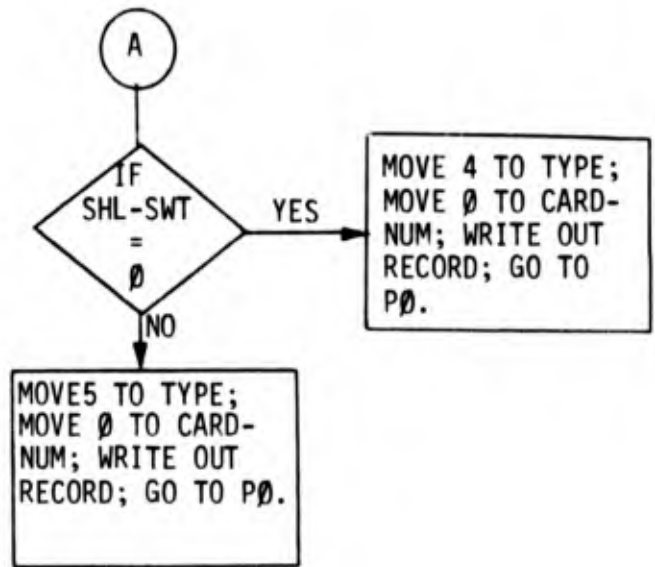 A
IF
SHL-SWT
=
Ø
YES
MOVE 4 TO TYPE;
MOVE Ø TO CARD-
NUM; WRITE OUT
RECORD; GO TO
PØ.
NO
MOVE5 TO TYPE;
MOVE Ø TO CARD-
NUM; WRITE OUT
RECORD; GO TO PØ.